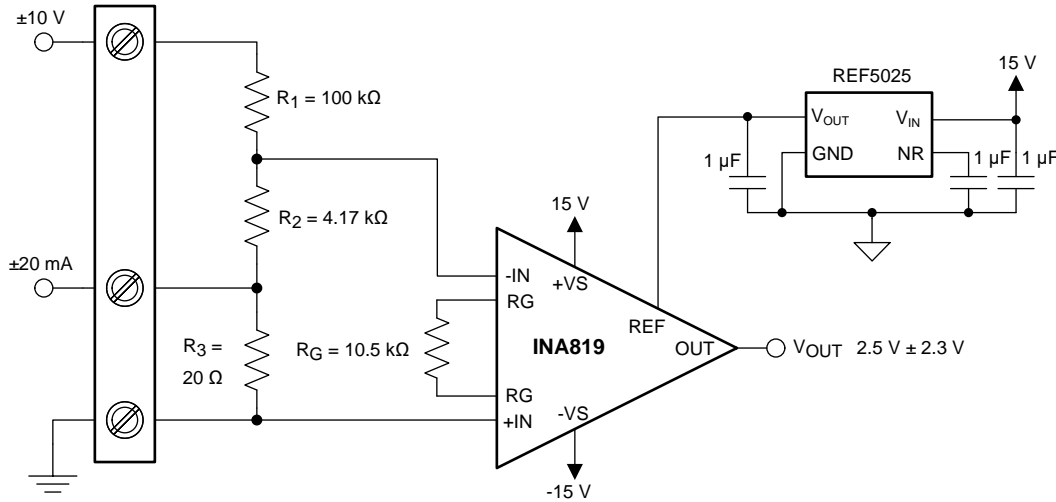 ±10 V
R1 = 100 kΩ
R2 = 4.17 kΩ
±20 mA
R3 =
20 Ω
RG = 10.5 kΩ
15 V
-IN
+VS
RG
REF
INA819
OUT
RG
+IN
-VS
-15 V
VOUT 2.5 V ± 2.3 V
REF5025
15 V
VOUT
VIN
GND
NR
1 µF
1 µF
1 µF